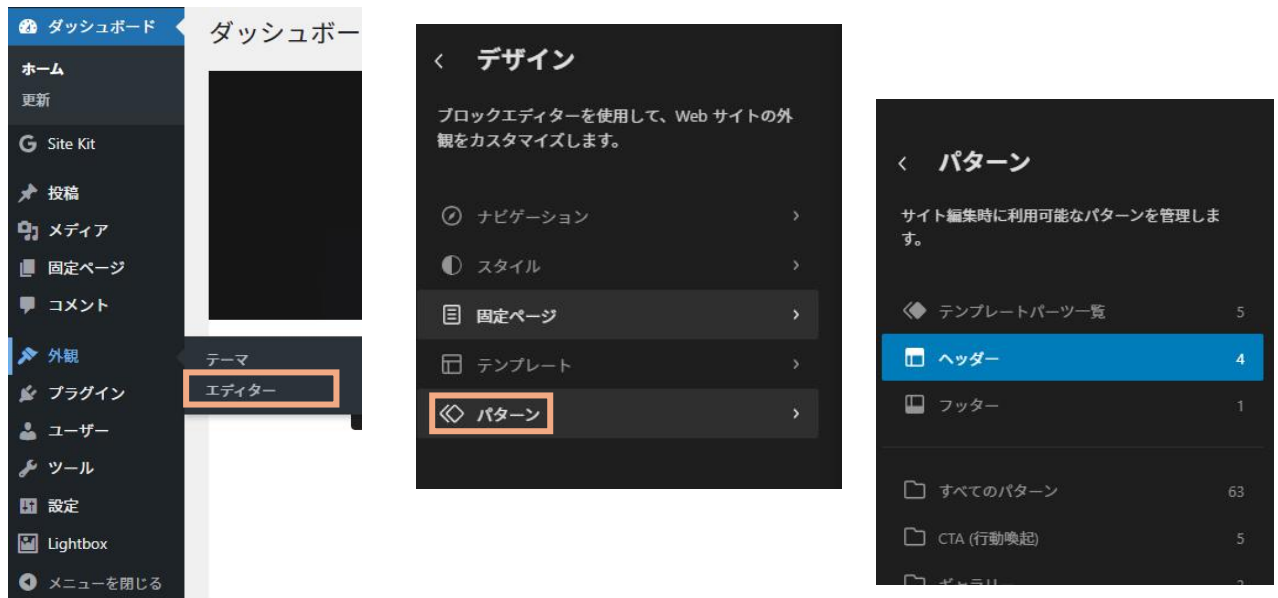 ダッシュボード
ホーム
更新
Site Kit
投稿
メディア
固定ページ
コメント
外観
プラグイン
ユーザー
ツール
設定
Lightbox
メニューを閉じる
ダッシュボー
テーマ
エディター
デザイン
ブロックエディターを使用して、Web サイトの外
観をカスタマイズします。
ナビゲーション
スタイル
固定ページ
テンプレート
パターン
パターン
サイト編集時に利用可能なパターンを管理しま
す。
テンプレートパーツ一覧 5
ヘッダー 4
フッター 1
すべてのパターン 63
CTA (行動喚起) 5
ギャラリー 2